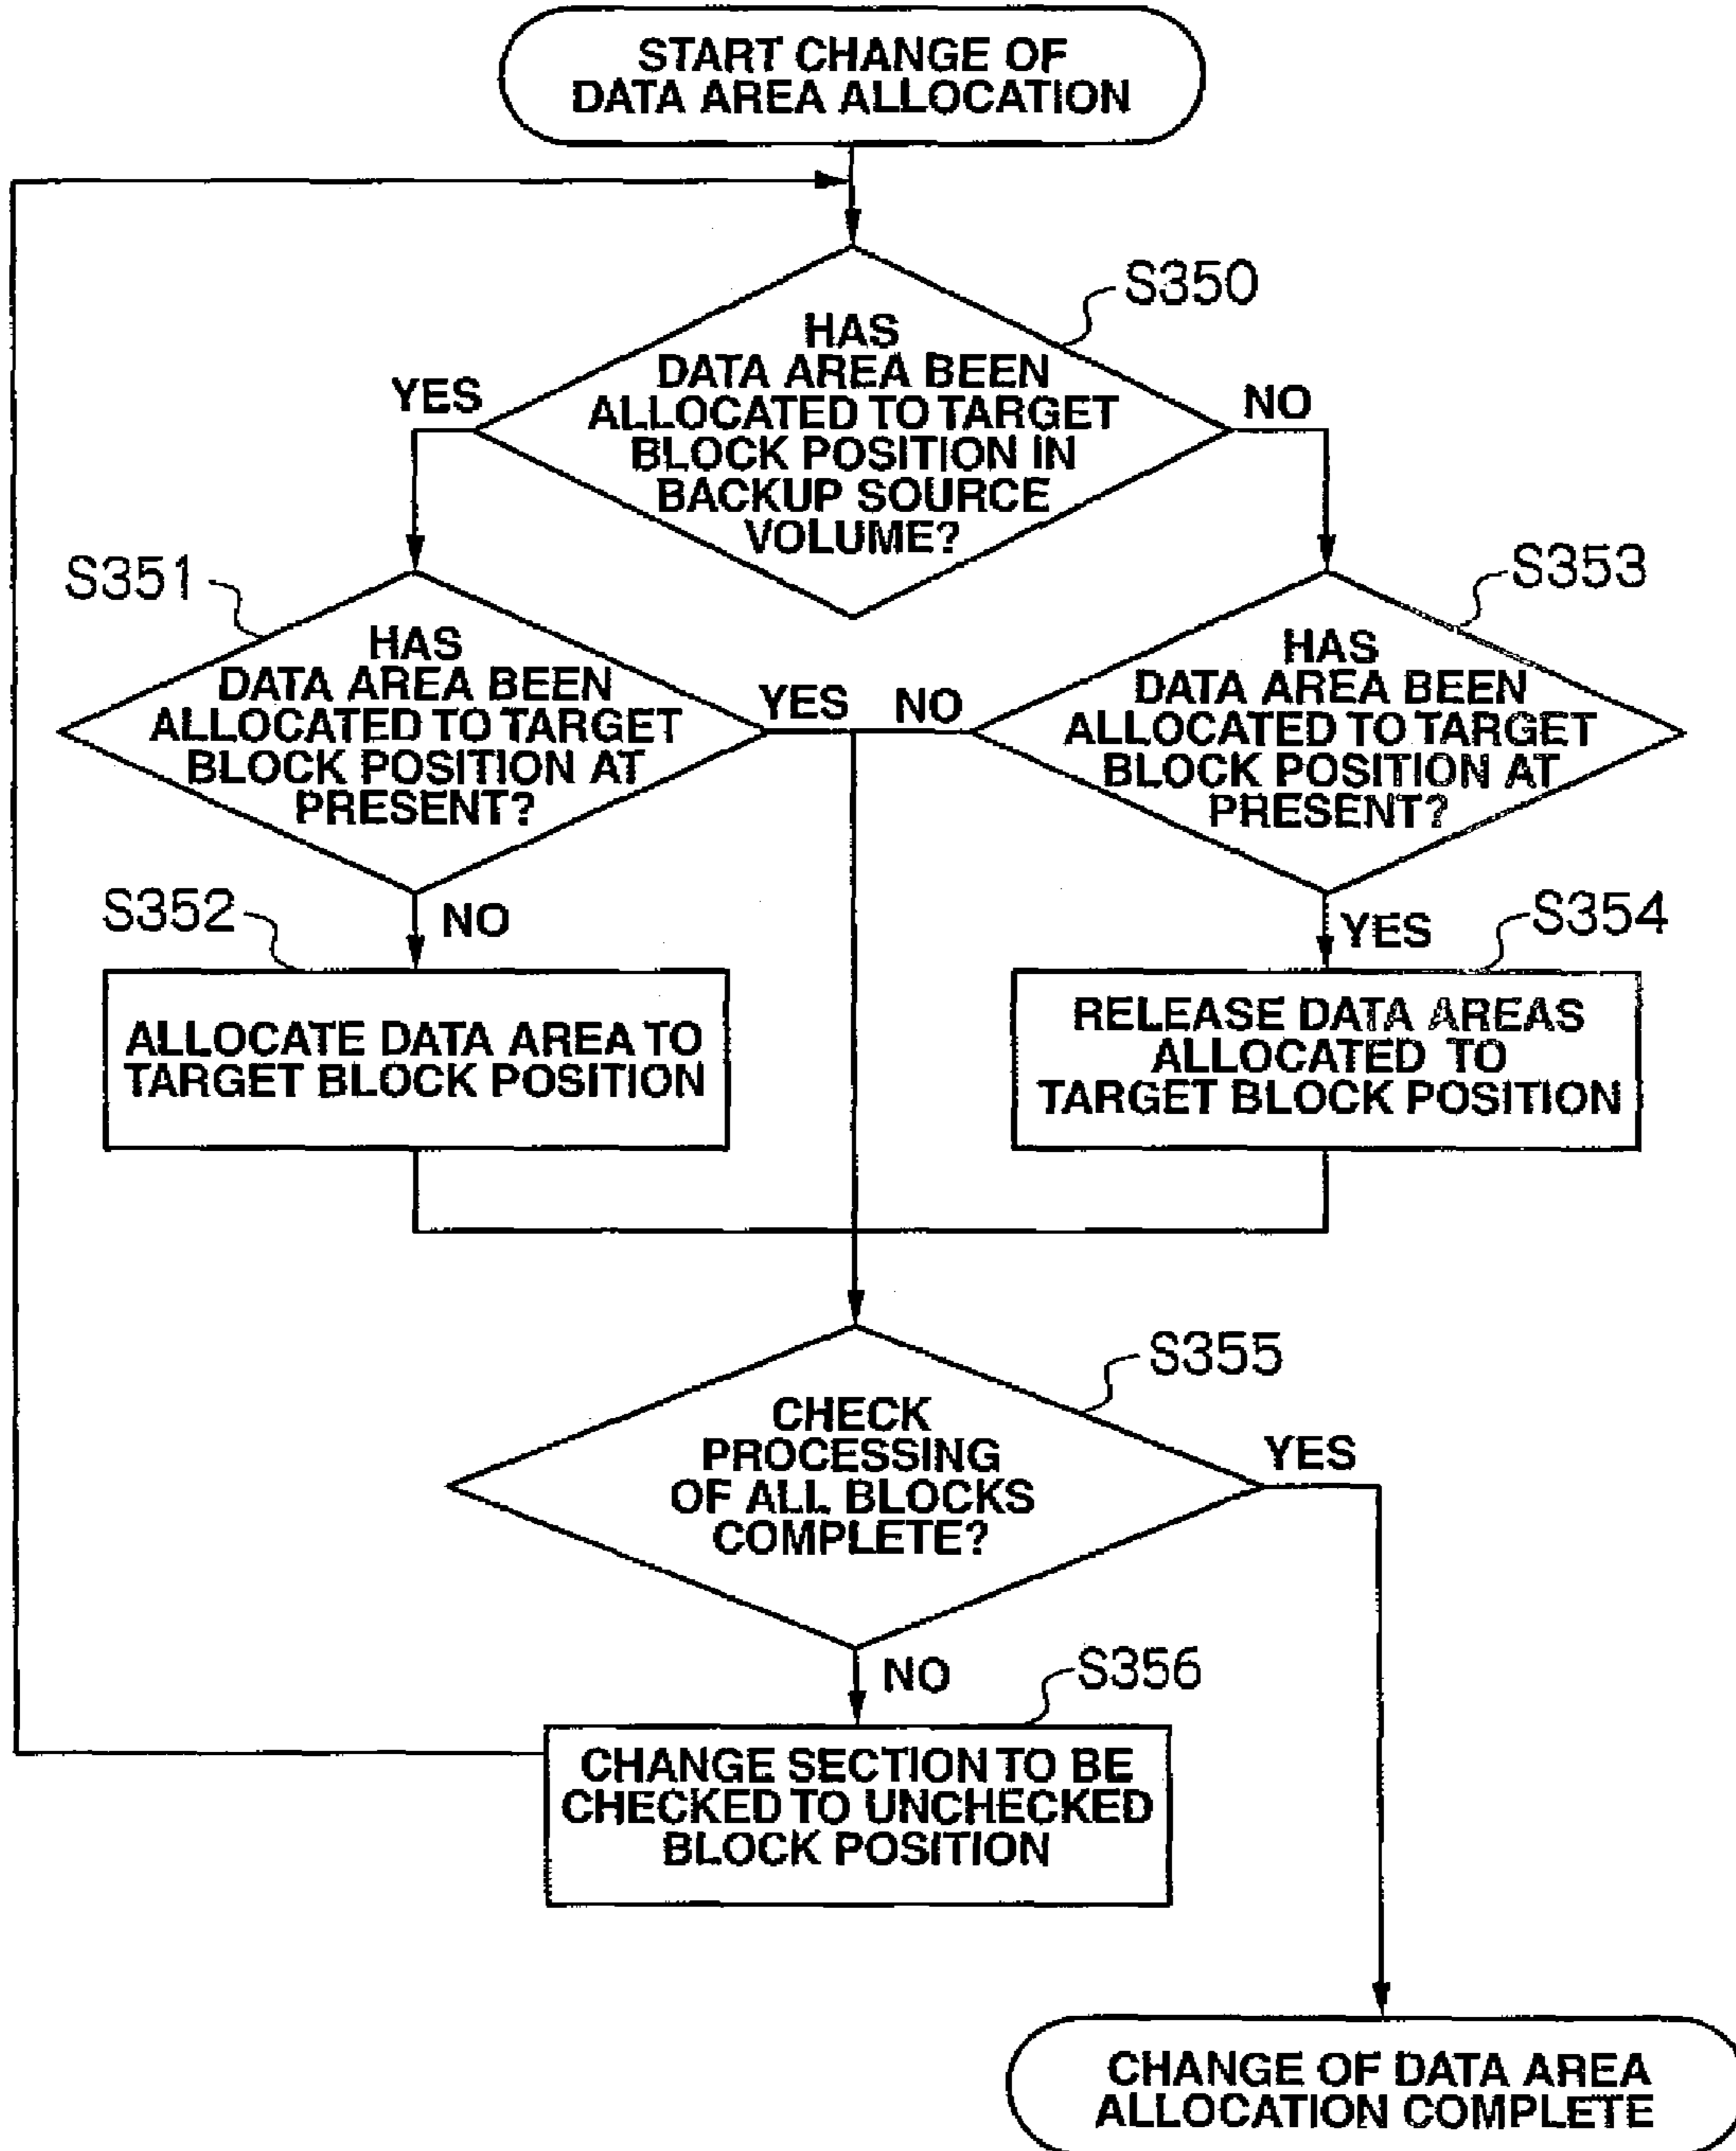 START CHANGE OF
DATA AREA ALLOCATION
S350
HAS
DATA AREA BEEN
ALLOCATED TO TARGET
BLOCK POSITION IN
BACKUP SOURCE
VOLUME?
YES
NO
S351
HAS
DATA AREA BEEN
ALLOCATED TO TARGET
BLOCK POSITION AT
PRESENT?
YES
NO
S353
HAS
DATA AREA BEEN
ALLOCATED TO TARGET
BLOCK POSITION AT
PRESENT?
S352
NO
YES
S354
ALLOCATE DATA AREA TO
TARGET BLOCK POSITION
RELEASE DATA AREAS
ALLOCATED TO
TARGET BLOCK POSITION
S355
CHECK
PROCESSING
OF ALL BLOCKS
COMPLETE?
YES
NO
S356
CHANGE SECTION TO BE
CHECKED TO UNCHECKED
BLOCK POSITION
CHANGE OF DATA AREA
ALLOCATION COMPLETE